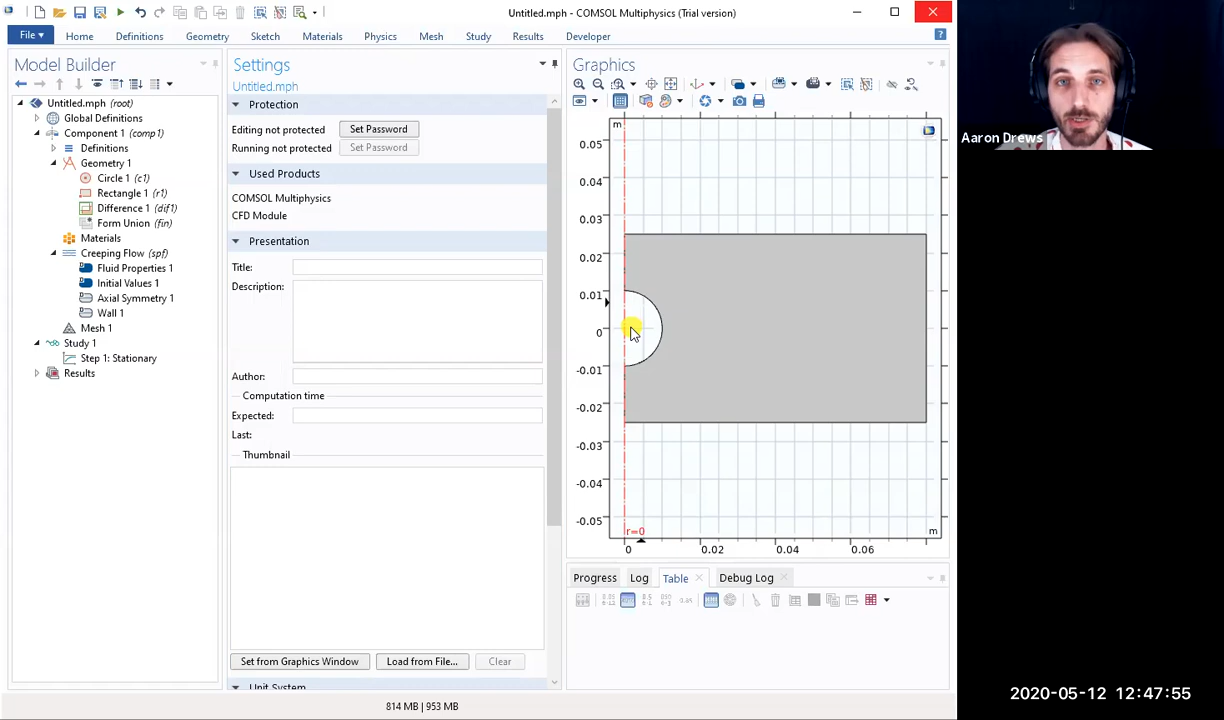 Untitled.mph - COMSOL Multiphysics (Trial version)
File
Home
Definitions
Geometry
Sketch
Materials
Physics
Mesh
Study
Results
Developer
Model Builder
Untitled.mph (root)
Global Definitions
Component 1 (comp1)
Definitions
Geometry 1
Circle 1 (c1)
Rectangle 1 (r1)
Difference 1 (dif1)
Form Union (fin)
Materials
Creeping Flow (spf)
Fluid Properties 1
Initial Values 1
Axial Symmetry 1
Wall 1
Mesh 1
Study 1
Step 1: Stationary
Results
Settings
Untitled.mph
Protection
Editing not protected
Set Password
Running not protected
Set Password
Used Products
COMSOL Multiphysics
CFD Module
Presentation
Title:
Description:
Author:
Computation time
Expected:
Last:
Thumbnail
Set from Graphics Window
Load from File...
Clear
Unit System
Graphics
m
0.05
0.04
0.03
0.02
0.01
0
-0.01
-0.02
-0.03
-0.04
-0.05
r=0
m
0
0.02
0.04
0.06
Progress
Log
Table
Debug Log
814 MB | 953 MB
Aaron Drews
2020-05-12 12:47:55